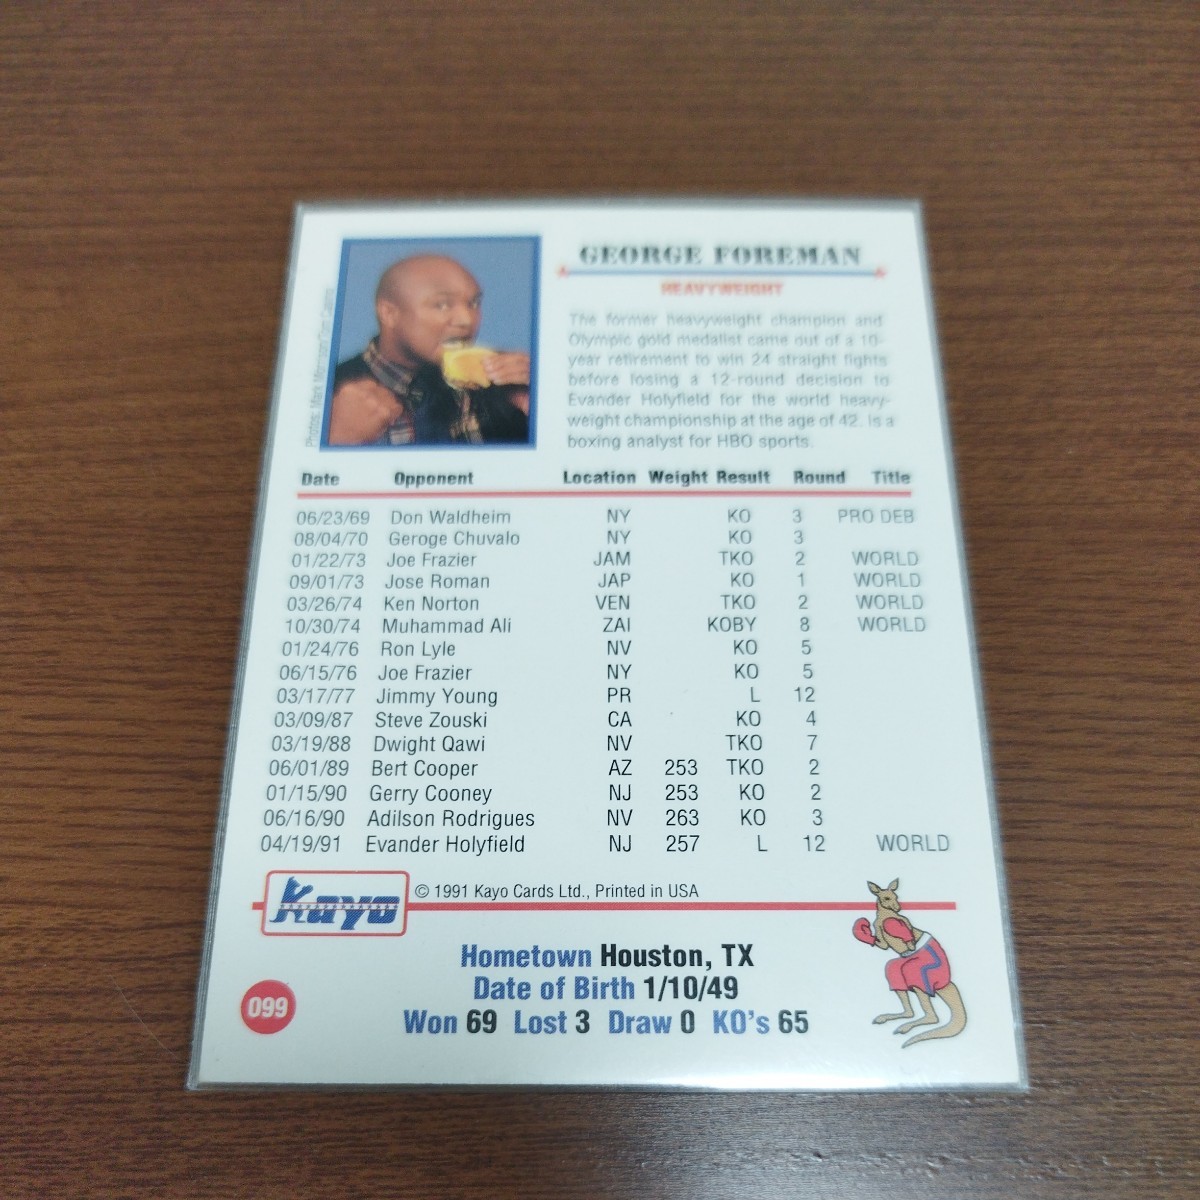 GEORGE FOREMAN
HEAVYWEIGHT
The former heavyweight champion and
Olympic gold medalist came out of a 10-
year retirement to win 24 straight fights
before losing a 12-round decision to
Evander Holyfield for the world heavy-
weight championship at the age of 42. Is a
boxing analyst for HBO sports.
Photos:
Date Opponent Location Weight Result Round Title
06/23/69 Don Waldheim NY KO 3 PRO DEB
08/04/70 Geroge Chuvalo NY KO 3
01/22/73 Joe Frazier JAM TKO 2 WORLD
09/01/73 Jose Roman JAP KO 1 WORLD
03/26/74 Ken Norton VEN TKO 2 WORLD
10/30/74 Muhammad Ali ZAI KOBY 8 WORLD
01/24/76 Ron Lyle NV KO 5
06/15/76 Joe Frazier NY KO 5
03/17/77 Jimmy Young PR L 12
03/09/87 Steve Zouski CA KO 4
03/19/88 Dwight Qawi NV TKO 7
06/01/89 Bert Cooper AZ 253 TKO 2
01/15/90 Gerry Cooney NJ 253 KO 2
06/16/90 Adilson Rodrigues NV 263 KO 3
04/19/91 Evander Holyfield NJ 257 L 12 WORLD
Kayo © 1991 Kayo Cards Ltd., Printed in USA
Hometown Houston, TX
Date of Birth 1/10/49
099
Won 69 Lost 3 Draw 0 KO's 65